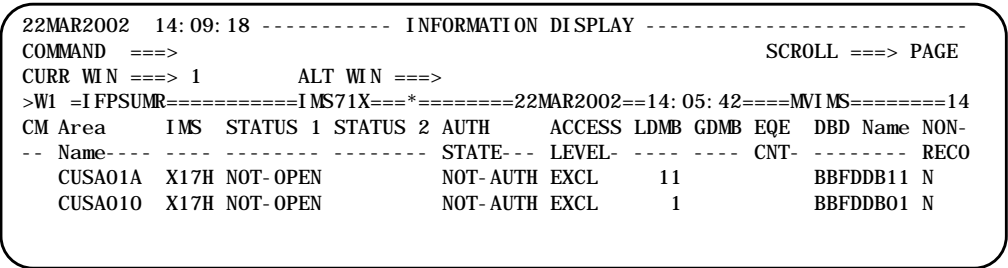 22MAR2002  14:09:18 ----------- INFORMATION DISPLAY ---------------------------
COMMAND  ===>                                                 SCROLL ===> PAGE
CURR WIN ===> 1        ALT WIN ===>
>W1 =IFPSUMR===========IMS71X===*========22MAR2002==14:05:42====MVIMS========14
CM Area     IMS  STATUS 1 STATUS 2 AUTH     ACCESS LDMB GDMB EQE  DBD Name NON-
-- Name---- ---- -------- -------- STATE--- LEVEL- ---- ---- CNT- -------- RECO
   CUSA01A  X17H NOT-OPEN          NOT-AUTH EXCL     11           BBFDDB11 N
   CUSA010  X17H NOT-OPEN          NOT-AUTH EXCL      1           BBFDDB01 N